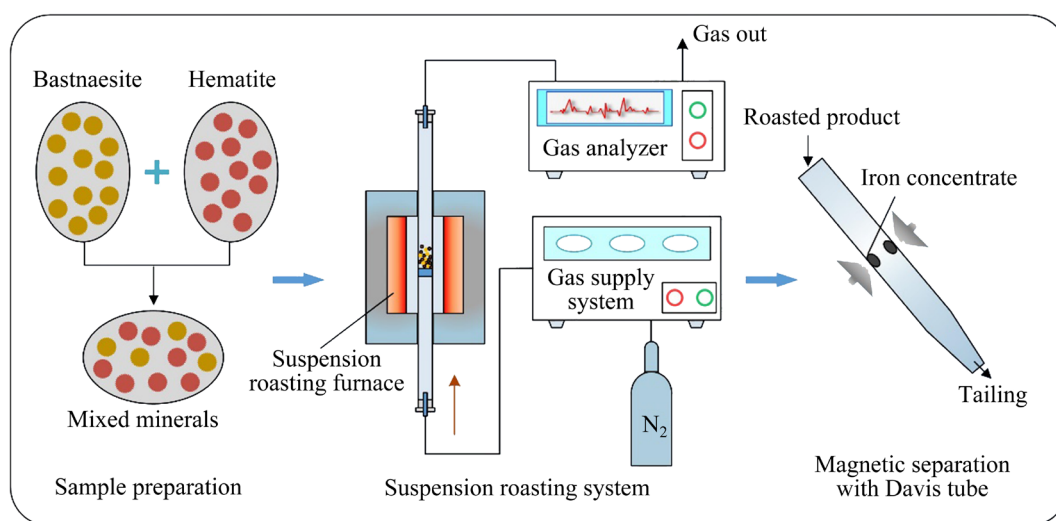 Bastnaesite
Hematite
Mixed minerals
Sample preparation
Gas out
Gas analyzer
Gas supply
system
Suspension
roasting furnace
N₂
Suspension roasting system
Roasted product
Iron concentrate
Tailing
Magnetic separation
with Davis tube